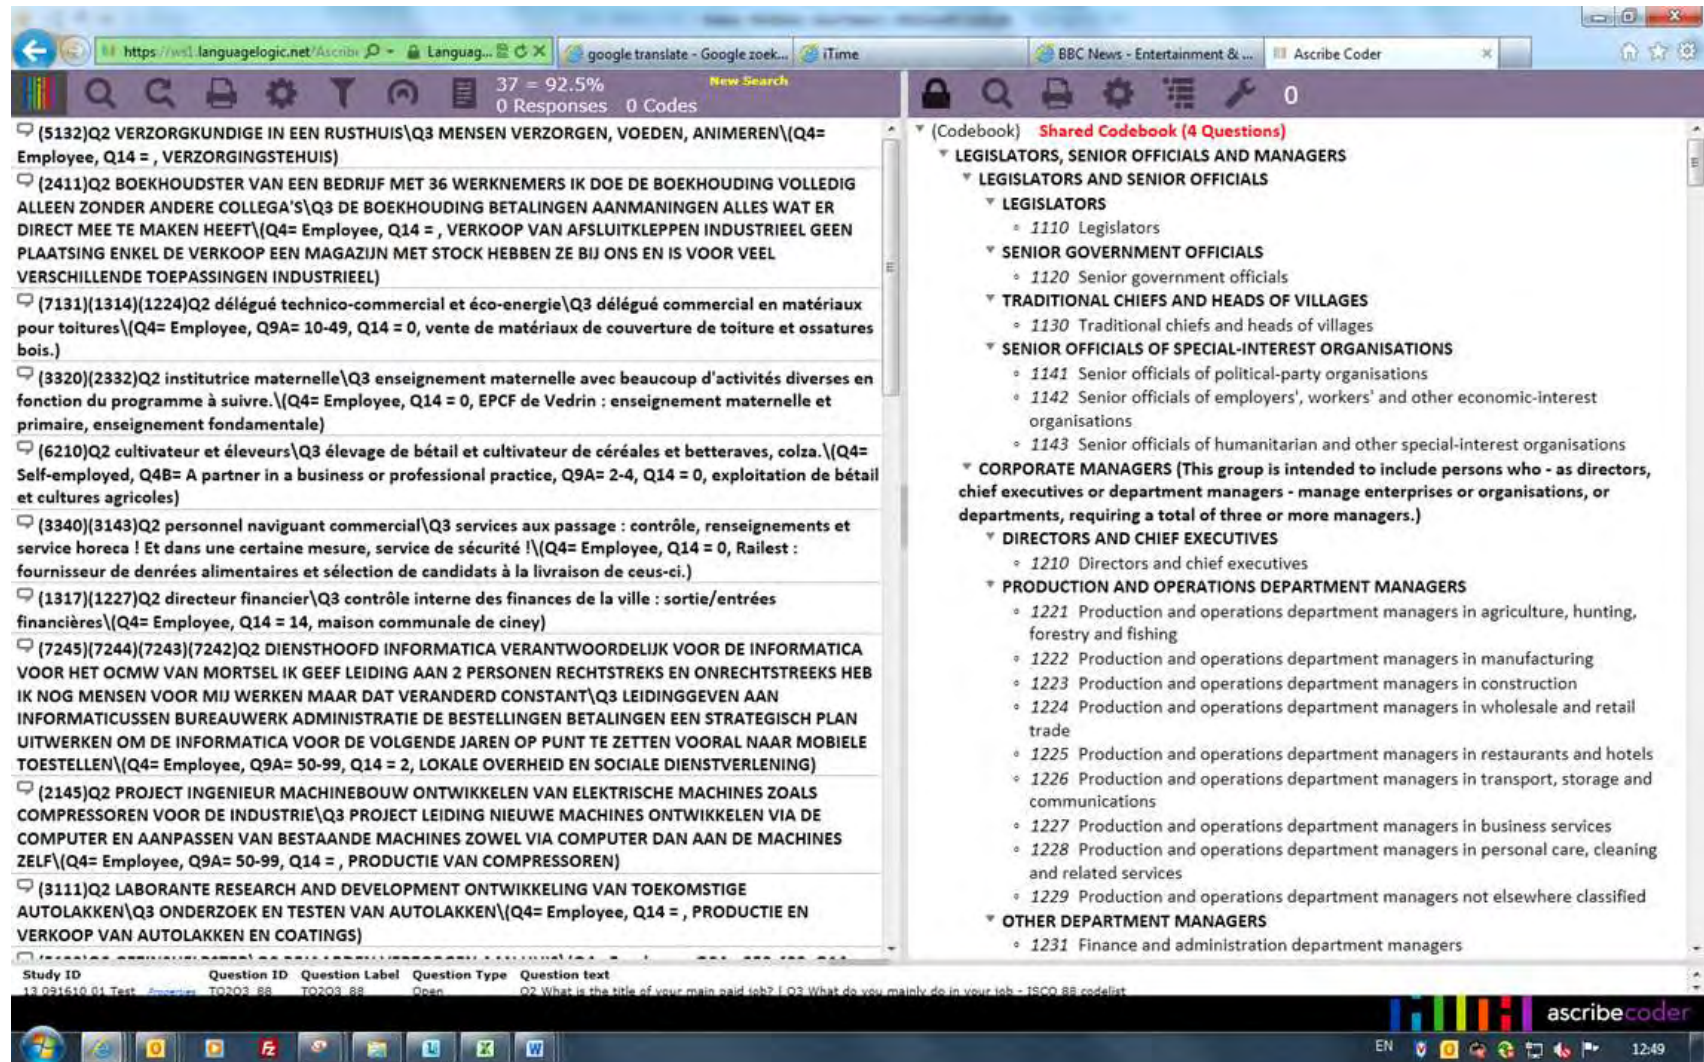 https://ws1.languagelogic.net/Ascribe
Languag...
google translate - Google zoek...
iTime
BBC News - Entertainment & ...
Ascribe Coder
37 = 92.5%
New Search
0 Responses 0 Codes
0
(5132)Q2 VERZORGKUNDIGE IN EEN RUSTHUIS\Q3 MENSEN VERZORGEN, VOEDEN, ANIMEREN\(Q4=
Employee, Q14 = , VERZORGINGSTEHUIS)
(2411)Q2 BOEKHOUDSTER VAN EEN BEDRIJF MET 36 WERKNEMERS IK DOE DE BOEKHOUDING VOLLEDIG
ALLEEN ZONDER ANDERE COLLEGA'S\Q3 DE BOEKHOUDING BETALINGEN AANMANINGEN ALLES WAT ER
DIRECT MEE TE MAKEN HEEFT\(Q4= Employee, Q14 = , VERKOOP VAN AFSLUITKLEPPEN INDUSTRIEEL GEEN
PLAATSING ENKEL DE VERKOOP EEN MAGAZIJN MET STOCK HEBBEN ZE BIJ ONS EN IS VOOR VEEL
VERSCHILLENDE TOEPASSINGEN INDUSTRIEEL)
(7131)(1314)(1224)Q2 délégué technico-commercial et éco-energie\Q3 délégué commercial en matériaux
pour toitures\(Q4= Employee, Q9A= 10-49, Q14 = 0, vente de matériaux de couverture de toiture et ossatures
bois.)
(3320)(2332)Q2 institutrice maternelle\Q3 enseignement maternelle avec beaucoup d'activités diverses en
fonction du programme à suivre.\(Q4= Employee, Q14 = 0, EPCF de Vedrin : enseignement maternelle et
primaire, enseignement fondamentale)
(6210)Q2 cultivateur et éleveurs\Q3 élevage de bétail et cultivateur de céréales et betteraves, colza.\(Q4=
Self-employed, Q4B= A partner in a business or professional practice, Q9A= 2-4, Q14 = 0, exploitation de bétail
et cultures agricoles)
(3340)(3143)Q2 personnel naviguant commercial\Q3 services aux passage : contrôle, renseignements et
service horeca ! Et dans une certaine mesure, service de sécurité !\(Q4= Employee, Q14 = 0, Railest :
fournisseur de denrées alimentaires et sélection de candidats à la livraison de ceus-ci.)
(1317)(1227)Q2 directeur financier\Q3 contrôle interne des finances de la ville : sortie/entrées
financières\(Q4= Employee, Q14 = 14, maison communale de ciney)
(7245)(7244)(7243)(7242)Q2 DIENSTHOOFD INFORMATICA VERANTWOORDELIJK VOOR DE INFORMATICA
VOOR HET OCMW VAN MORTSEL IK GEEF LEIDING AAN 2 PERSONEN RECHTSTREKS EN ONRECHTSTREEKS HEB
IK NOG MENSEN VOOR MIJ WERKEN MAAR DAT VERANDERD CONSTANT\Q3 LEIDINGGEVEN AAN
INFORMATICUSSEN BUREAUWERK ADMINISTRATIE DE BESTELLINGEN BETALINGEN EEN STRATEGISCH PLAN
UITWERKEN OM DE INFORMATICA VOOR DE VOLGENDE JAREN OP PUNT TE ZETTEN VOORAL NAAR MOBIELE
TOESTELLEN\(Q4= Employee, Q9A= 50-99, Q14 = 2, LOKALE OVERHEID EN SOCIALE DIENSTVERLENING)
(2145)Q2 PROJECT INGENIEUR MACHINEBOUW ONTWIKKELEN VAN ELEKTRISCHE MACHINES ZOALS
COMPRESSOREN VOOR DE INDUSTRIE\Q3 PROJECT LEIDING NIEUWE MACHINES ONTWIKKELEN VIA DE
COMPUTER EN AANPASSEN VAN BESTAANDE MACHINES ZOWEL VIA COMPUTER DAN AAN DE MACHINES
ZELF\(Q4= Employee, Q9A= 50-99, Q14 = , PRODUCTIE VAN COMPRESSOREN)
(3111)Q2 LABORANTE RESEARCH AND DEVELOPMENT ONTWIKKELING VAN TOEKOMSTIGE
AUTOLAKKEN\Q3 ONDERZOEK EN TESTEN VAN AUTOLAKKEN\(Q4= Employee, Q14 = , PRODUCTIE EN
VERKOOP VAN AUTOLAKKEN EN COATINGS)
(Codebook) Shared Codebook (4 Questions)
LEGISLATORS, SENIOR OFFICIALS AND MANAGERS
LEGISLATORS AND SENIOR OFFICIALS
LEGISLATORS
1110 Legislators
SENIOR GOVERNMENT OFFICIALS
1120 Senior government officials
TRADITIONAL CHIEFS AND HEADS OF VILLAGES
1130 Traditional chiefs and heads of villages
SENIOR OFFICIALS OF SPECIAL-INTEREST ORGANISATIONS
1141 Senior officials of political-party organisations
1142 Senior officials of employers', workers' and other economic-interest
organisations
1143 Senior officials of humanitarian and other special-interest organisations
CORPORATE MANAGERS (This group is intended to include persons who - as directors,
chief executives or department managers - manage enterprises or organisations, or
departments, requiring a total of three or more managers.)
DIRECTORS AND CHIEF EXECUTIVES
1210 Directors and chief executives
PRODUCTION AND OPERATIONS DEPARTMENT MANAGERS
1221 Production and operations department managers in agriculture, hunting,
forestry and fishing
1222 Production and operations department managers in manufacturing
1223 Production and operations department managers in construction
1224 Production and operations department managers in wholesale and retail
trade
1225 Production and operations department managers in restaurants and hotels
1226 Production and operations department managers in transport, storage and
communications
1227 Production and operations department managers in business services
1228 Production and operations department managers in personal care, cleaning
and related services
1229 Production and operations department managers not elsewhere classified
OTHER DEPARTMENT MANAGERS
1231 Finance and administration department managers
Study ID Question ID Question Label Question Type Question text
13 091610 01 Test Properties TQ2Q3_88 TQ2Q3_88 Open Q2 What is the title of your main paid job? | Q3 What do you mainly do in your job - ISCO 88 codelist
ascribecoder
EN 12:49